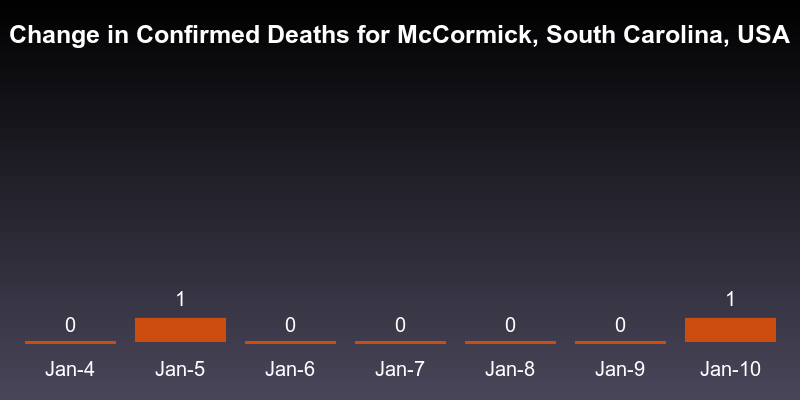 Change in Confirmed Deaths for McCormick, South Carolina, USA
0 1 0 0 0 0 1
Jan-4 Jan-5 Jan-6 Jan-7 Jan-8 Jan-9 Jan-10